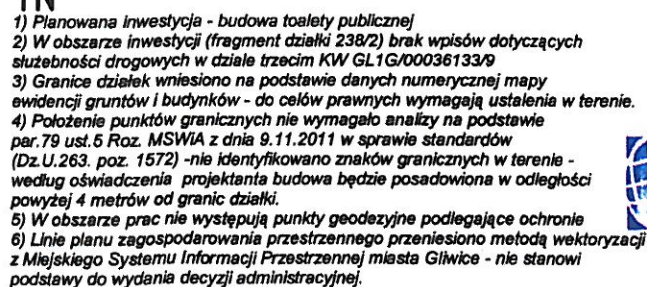 1) Planowana inwestycja - budowa toalety publicznej
2) W obszarze inwestycji (fragment działki 238/2) brak wpisów dotyczących
służebności drogowych w dziale trzecim KW GL1G/00036133/9
3) Granice działek wniesiono na podstawie danych numerycznej mapy
ewidencji gruntów i budynków - do celów prawnych wymagają ustalenia w terenie.
4) Położenie punktów granicznych nie wymagało analizy na podstawie
par.79 ust.5 Roz. MSWiA z dnia 9.11.2011 w sprawie standardów
(Dz.U.263. poz. 1572) -nie identyfikowano znaków granicznych w terenie -
według oświadczenia projektanta budowa będzie posadowiona w odległości
powyżej 4 metrów od granic działki.
5) W obszarze prac nie występują punkty geodezyjne podlegające ochronie
6) Linie planu zagospodarowania przestrzennego przeniesiono metodą wektoryzacji
z Miejskiego Systemu Informacji Przestrzennej miasta Gliwice - nie stanowi
podstawy do wydania decyzji administracyjnej.